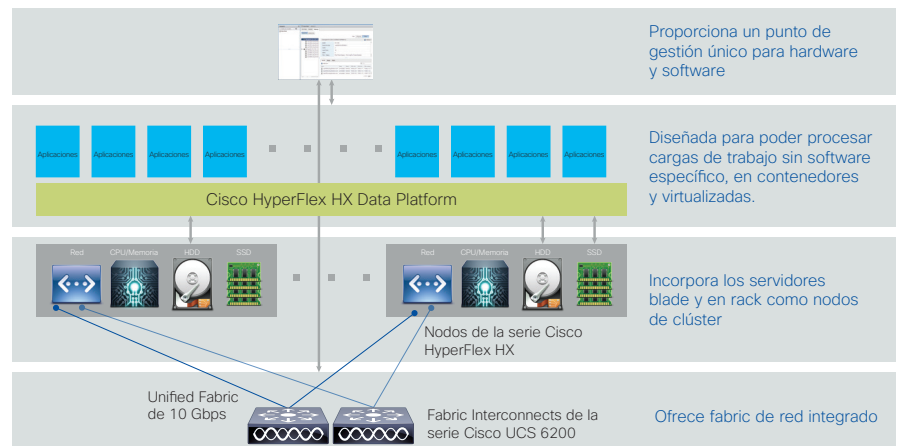 Proporciona un punto de
gestión único para hardware
y software
Aplicaciones Aplicaciones Aplicaciones Aplicaciones Aplicaciones Aplicaciones Aplicaciones Aplicaciones
Diseñada para poder procesar
cargas de trabajo sin software
específico, en contenedores
y virtualizadas.
Cisco HyperFlex HX Data Platform
Red CPU/Memoria HDD SSD Red CPU/Memoria HDD SSD
Incorpora los servidores
blade y en rack como nodos
de clúster
Nodos de la serie Cisco
HyperFlex HX
Unified Fabric
de 10 Gbps
Fabric Interconnects de la
serie Cisco UCS 6200
Ofrece fabric de red integrado